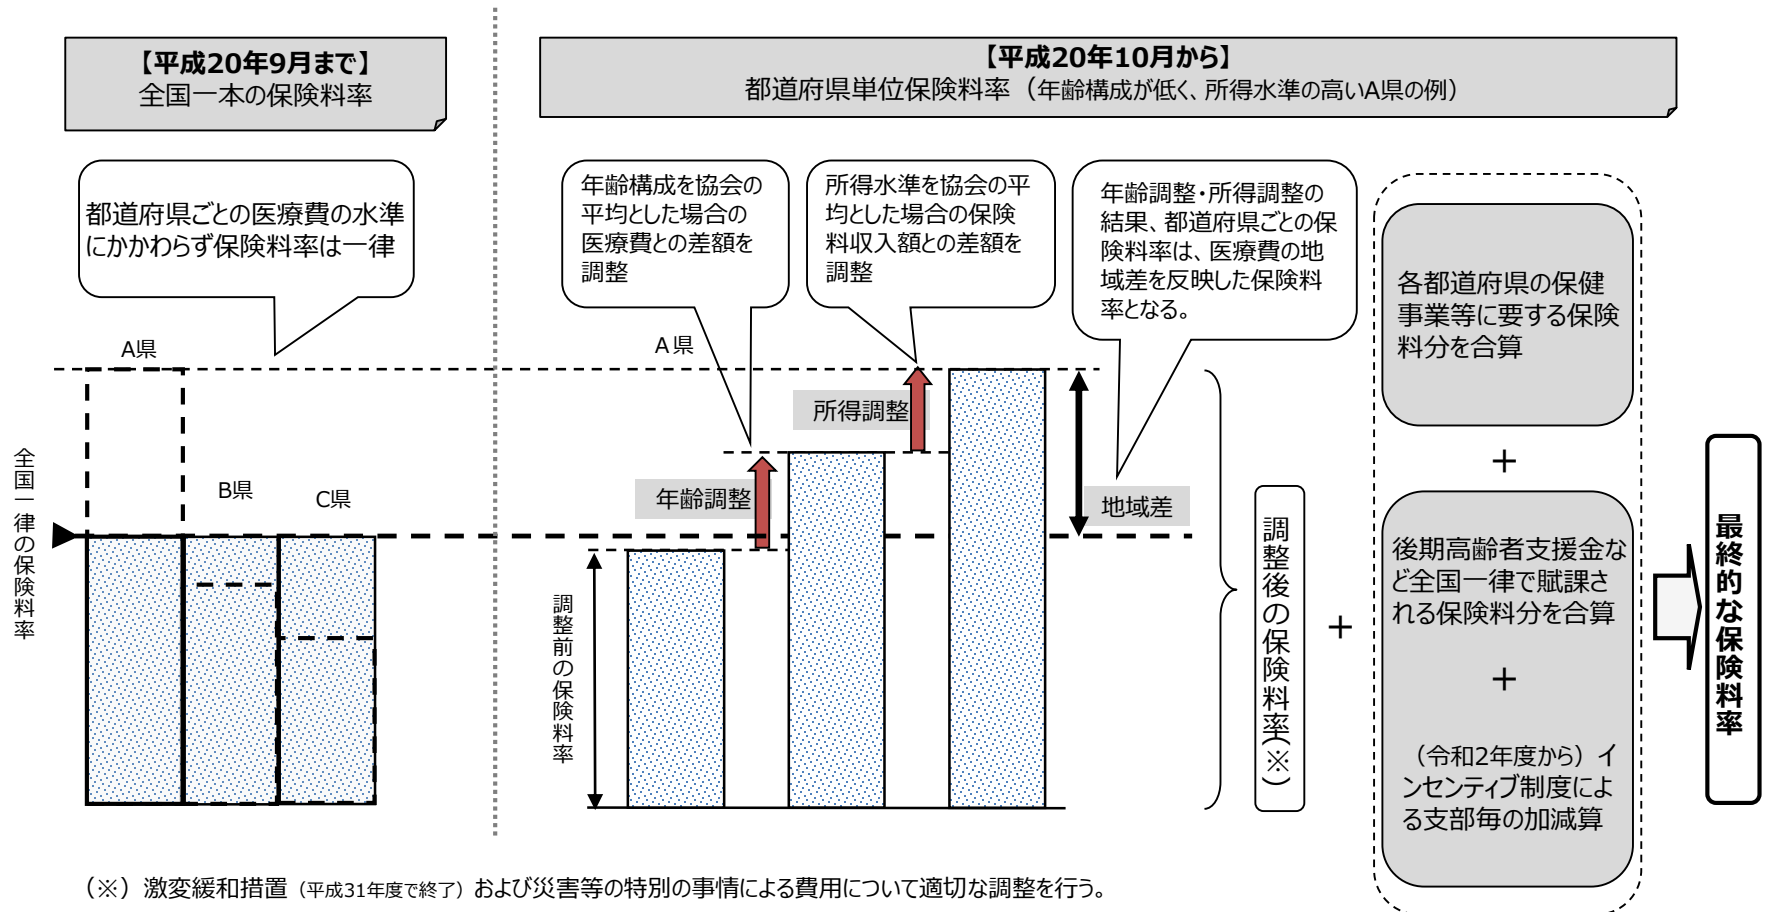 【平成20年9月まで】
全国一本の保険料率
【平成20年10月から】
都道府県単位保険料率（年齢構成が低く、所得水準の高いA県の例）
都道府県ごとの医療費の水準
にかかわらず保険料率は一律
年齢構成を協会の
平均とした場合の
医療費との差額を
調整
所得水準を協会の平
均とした場合の保険
料収入額との差額を
調整
年齢調整・所得調整の
結果、都道府県ごとの保
険料率は、医療費の地
域差を反映した保険料
率となる。
各都道府県の保健
事業等に要する保険
料分を合算
A県
B県
C県
全国一律の保険料率
A県
年齢調整
所得調整
地域差
調整前の保険料率
調整後の保険料率(※)
＋
＋
後期高齢者支援金な
ど全国一律で賦課さ
れる保険料分を合算
＋
（令和2年度から）イ
ンセンティブ制度によ
る支部毎の加減算
最終的な保険料率
（※）激変緩和措置（平成31年度で終了）および災害等の特別の事情による費用について適切な調整を行う。